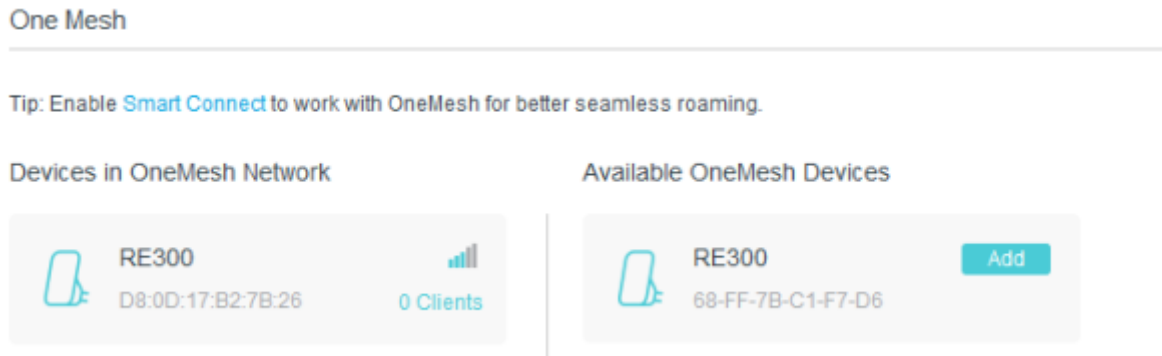 One Mesh
Tip: Enable Smart Connect to work with OneMesh for better seamless roaming.
Devices in OneMesh Network
RE300
D8:0D:17:B2:7B:26
0 Clients
Available OneMesh Devices
RE300
Add
68-FF-7B-C1-F7-D6